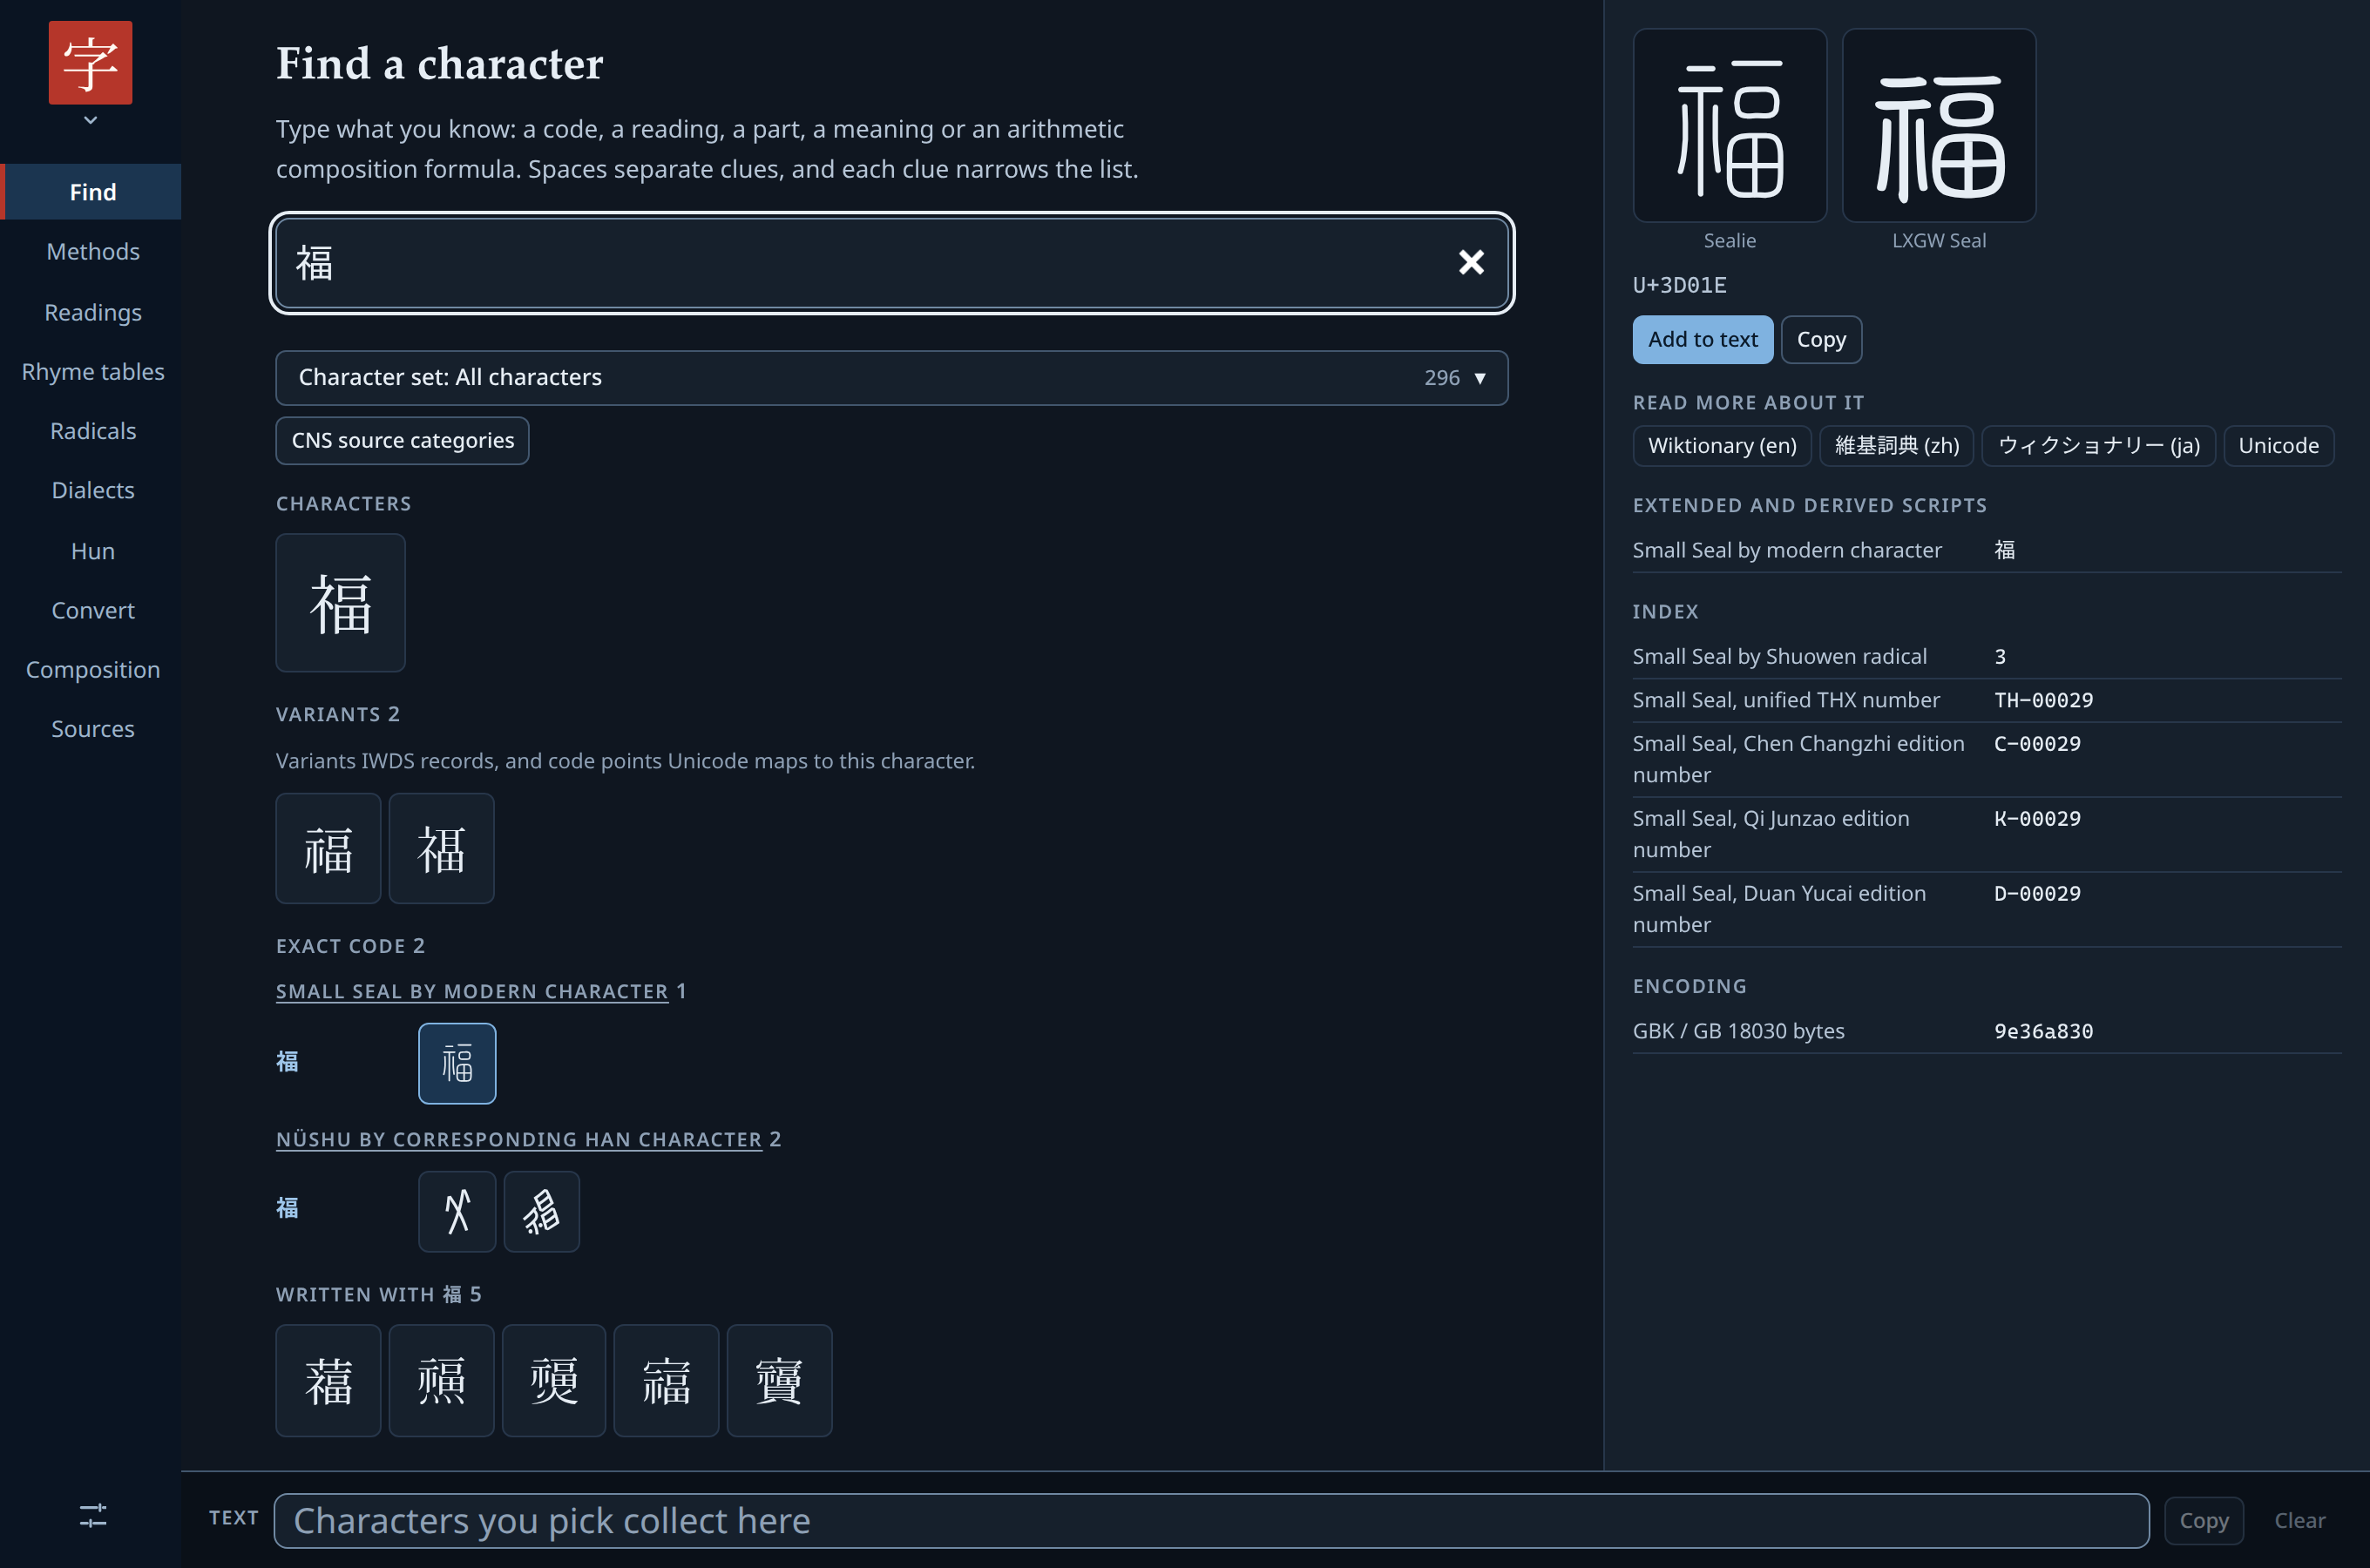 字
Find
Methods
Readings
Rhyme tables
Radicals
Dialects
Hun
Convert
Composition
Sources
Find a character
Type what you know: a code, a reading, a part, a meaning or an arithmetic
composition formula. Spaces separate clues, and each clue narrows the list.
福
Character set: All characters 296 ▼
CNS source categories
CHARACTERS
福
VARIANTS 2
Variants IWDS records, and code points Unicode maps to this character.
EXACT CODE 2
SMALL SEAL BY MODERN CHARACTER 1
福
NÜSHU BY CORRESPONDING HAN CHARACTER 2
福
WRITTEN WITH 福 5
Sealie LXGW Seal
U+3D01E
Add to text Copy
READ MORE ABOUT IT
Wiktionary (en) 維基詞典 (zh) ウィクショナリー (ja) Unicode
EXTENDED AND DERIVED SCRIPTS
Small Seal by modern character 福
INDEX
Small Seal by Shuowen radical 3
Small Seal, unified THX number TH-00029
Small Seal, Chen Changzhi edition C-00029
number
Small Seal, Qi Junzao edition K-00029
number
Small Seal, Duan Yucai edition D-00029
number
ENCODING
GBK / GB 18030 bytes 9e36a830
TEXT Characters you pick collect here Copy Clear